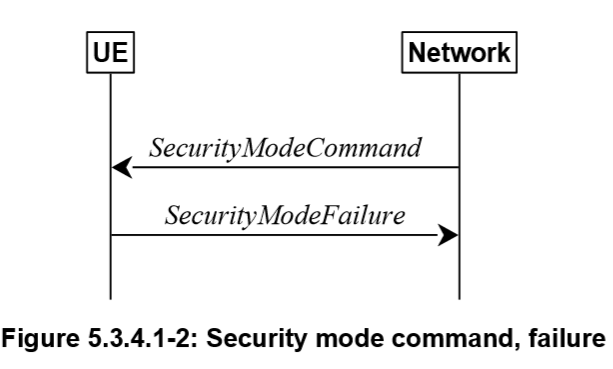 UE
Network
SecurityModeCommand
SecurityModeFailure
Figure 5.3.4.1-2: Security mode command, failure